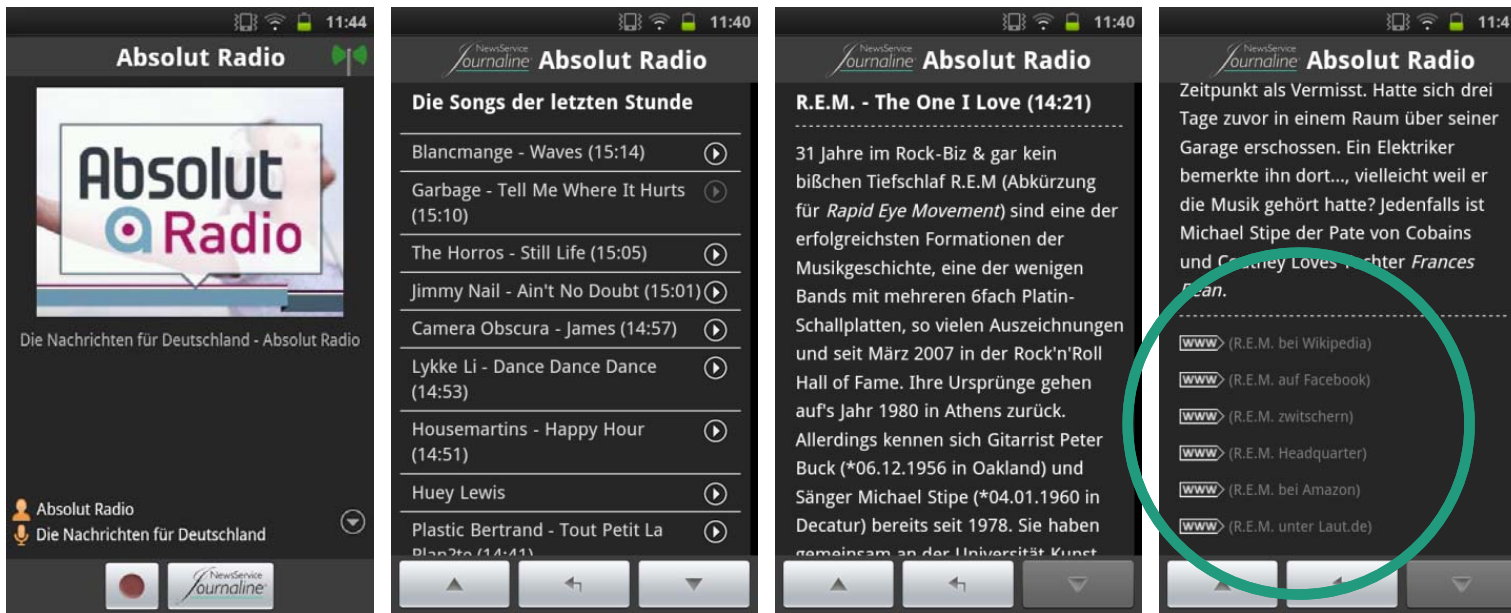 11:44
Absolut Radio
Absolut
Radio
Die Nachrichten für Deutschland - Absolut Radio
Absolut Radio
Die Nachrichten für Deutschland
NewsService
Journaline
11:40
NewsService
Journaline
Absolut Radio
Die Songs der letzten Stunde
Blancmange - Waves (15:14)
Garbage - Tell Me Where It Hurts
(15:10)
The Horros - Still Life (15:05)
Jimmy Nail - Ain't No Doubt (15:01)
Camera Obscura - James (14:57)
Lykke Li - Dance Dance Dance
(14:53)
Housemartins - Happy Hour
(14:51)
Huey Lewis
Plastic Bertrand - Tout Petit La
Plan?te (14:41)
11:40
NewsService
Journaline
Absolut Radio
R.E.M. - The One I Love (14:21)
31 Jahre im Rock-Biz & gar kein
bißchen Tiefschlaf R.E.M (Abkürzung
für Rapid Eye Movement) sind eine der
erfolgreichsten Formationen der
Musikgeschichte, eine der wenigen
Bands mit mehreren 6fach Platin-
Schallplatten, so vielen Auszeichnungen
und seit März 2007 in der Rock'n'Roll
Hall of Fame. Ihre Ursprünge gehen
auf's Jahr 1980 in Athens zurück.
Allerdings kennen sich Gitarrist Peter
Buck (*06.12.1956 in Oakland) und
Sänger Michael Stipe (*04.01.1960 in
Decatur) bereits seit 1978. Sie haben
gemeinsam an der Universität Kunst
11:4
NewsService
Journaline
Absolut Radio
Zeitpunkt als Vermisst. Hatte sich drei
Tage zuvor in einem Raum über seiner
Garage erschossen. Ein Elektriker
bemerkte ihn dort..., vielleicht weil er
die Musik gehört hatte? Jedenfalls ist
Michael Stipe der Pate von Cobains
und Loves Frances
Bean.
www (R.E.M. bei Wikipedia)
www (R.E.M. auf Facebook)
www (R.E.M. zwitschern)
www (R.E.M. Headquarter)
www (R.E.M. bei Amazon)
www (R.E.M. unter Laut.de)